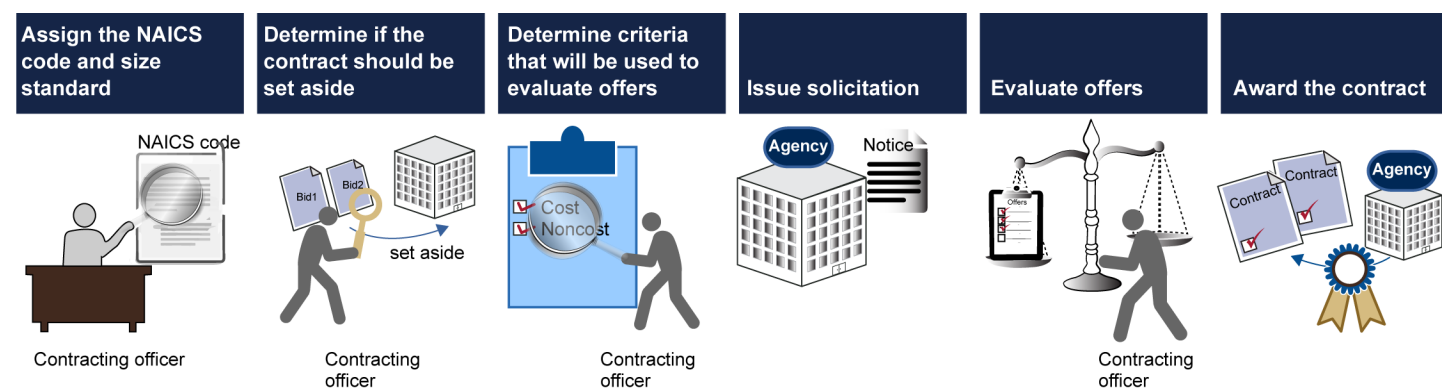 Assign the NAICS
code and size
standard
Determine if the
contract should be
set aside
Determine criteria
that will be used to
evaluate offers
Issue solicitation
Evaluate offers
Award the contract
NAICS code
Contracting officer
Bid1
Bid2
set aside
Contracting
officer
Cost
Noncost
Contracting
officer
Agency
Notice
Offers
Contracting
officer
Contract
Contract
Agency